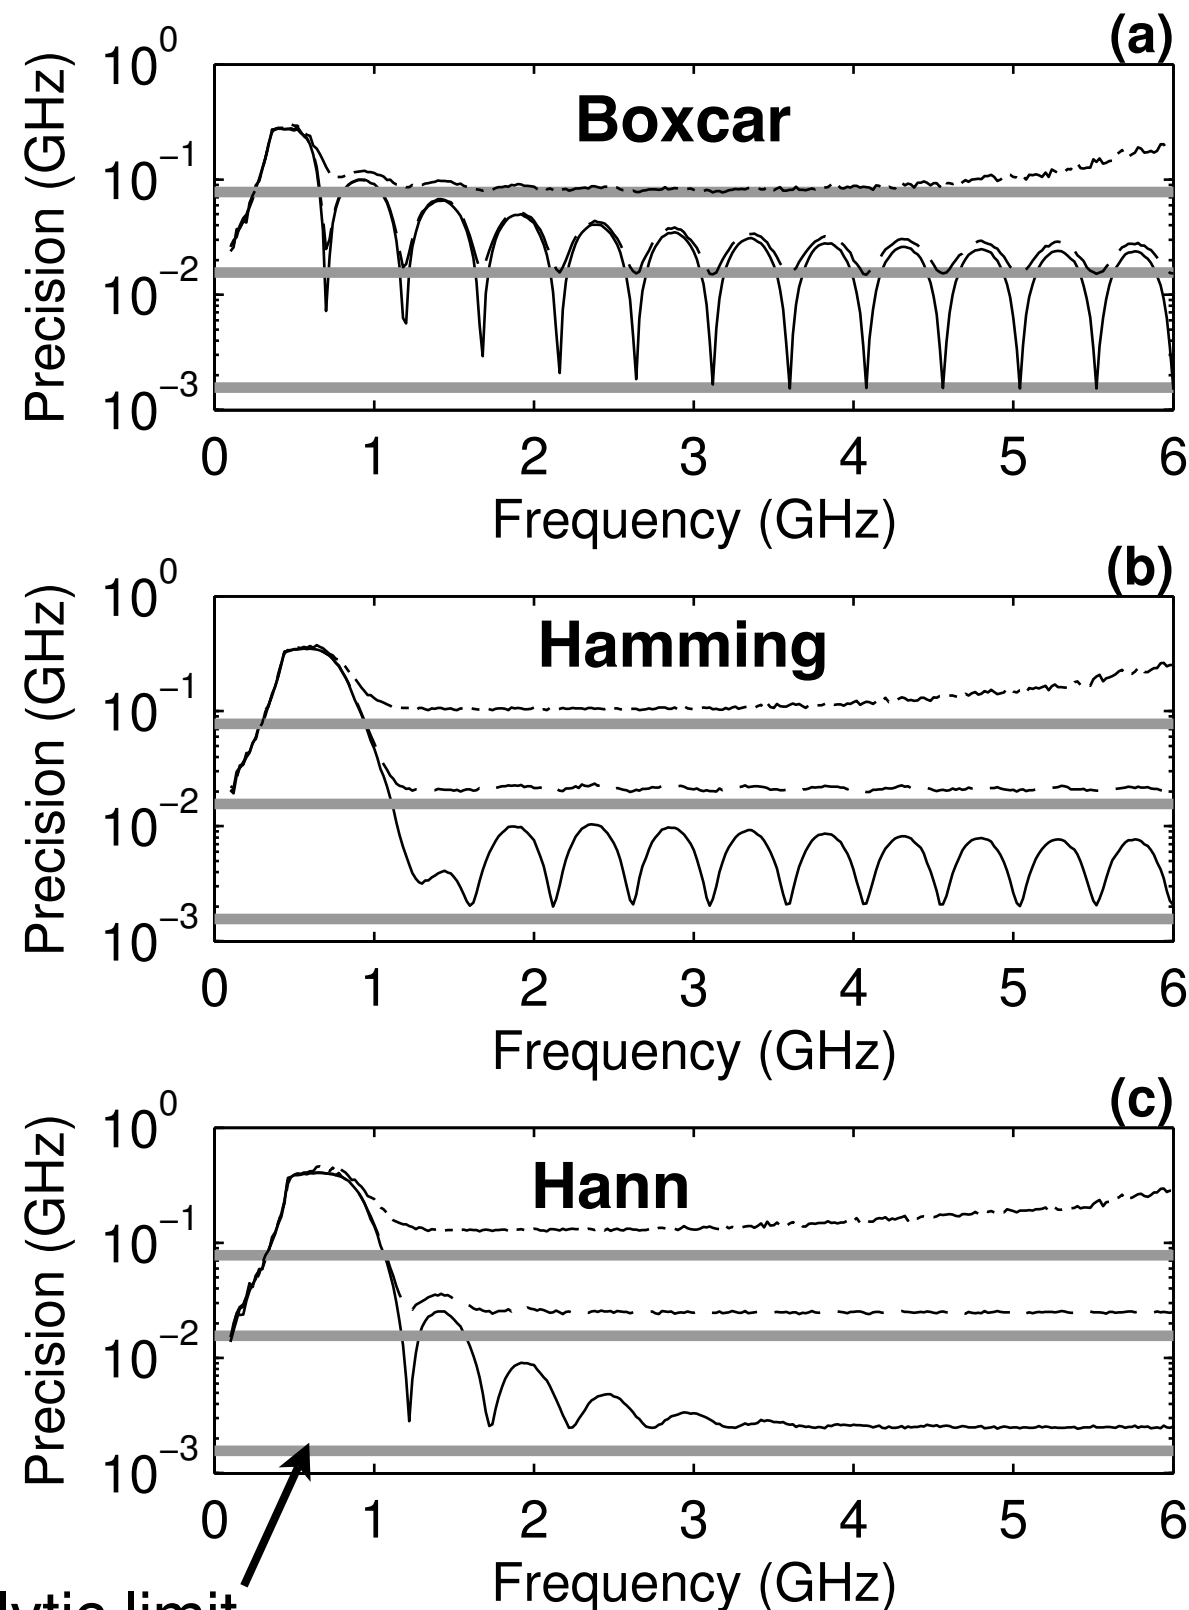 (a)
Boxcar
Precision (GHz)
10^0
10^−1
10^−2
10^−3
0 1 2 3 4 5 6
Frequency (GHz)
(b)
Hamming
Precision (GHz)
10^0
10^−1
10^−2
10^−3
0 1 2 3 4 5 6
Frequency (GHz)
(c)
Hann
Precision (GHz)
10^0
10^−1
10^−2
10^−3
0 1 2 3 4 5 6
Frequency (GHz)
limit